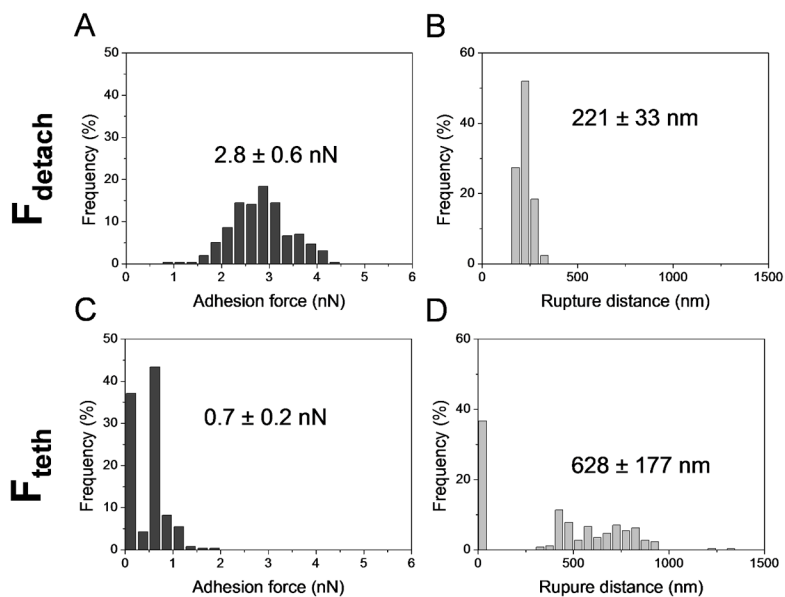 A
B
50
60
40
30
20
10
0
40
20
0
Frequency (%)
Frequency (%)
2.8 ± 0.6 nN
221 ± 33 nm
F detach
0 1 2 3 4 5 6
0 500 1000 1500
Adhesion force (nN)
Rupture distance (nm)
C
D
50
40
30
20
10
0
60
40
20
0
Frequency (%)
Frequency (%)
0.7 ± 0.2 nN
628 ± 177 nm
F teth
0 1 2 3 4 5 6
0 500 1000 1500
Adhesion force (nN)
Rupure distance (nm)